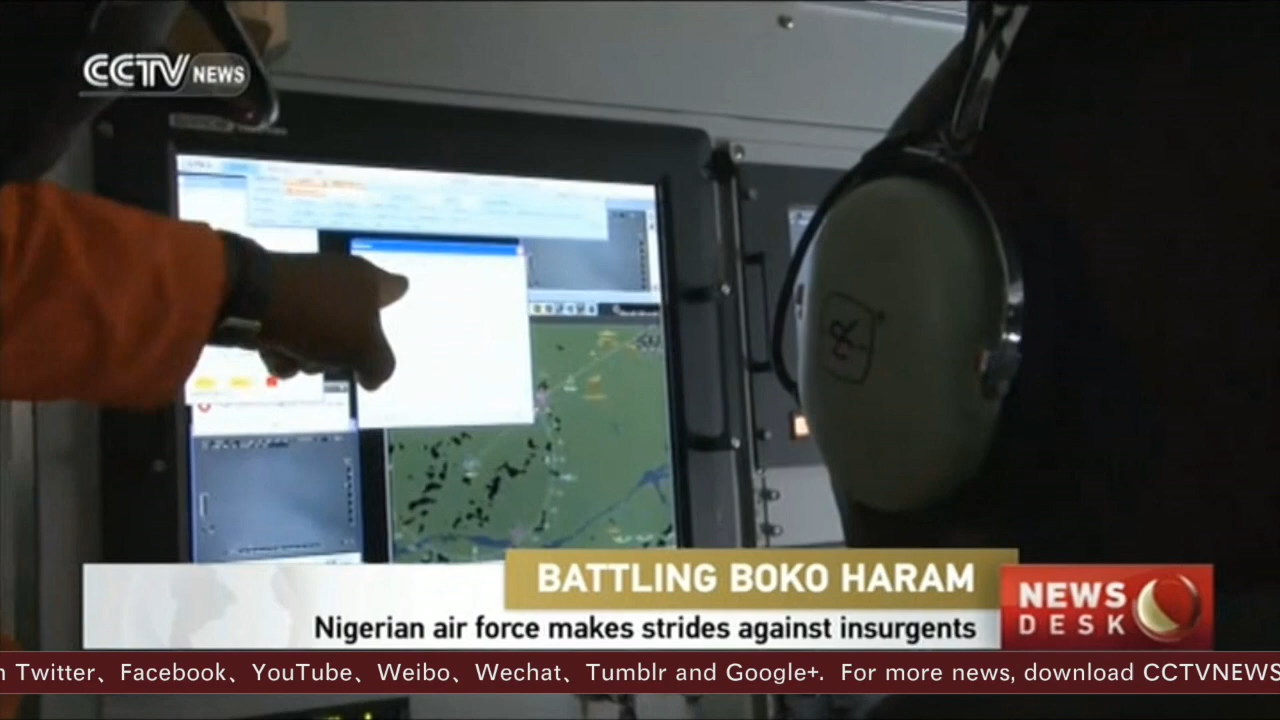 CCTV NEWS
BATTLING BOKO HARAM
Nigerian air force makes strides against insurgents
NEWS
DESK
n Twitter、Facebook、YouTube、Weibo、Wechat、Tumblr and Google+. For more news, download CCTVNEWS